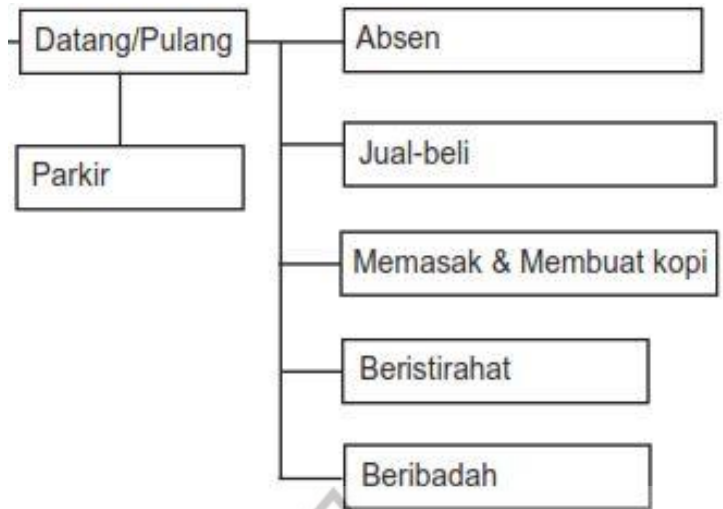 Datang/Pulang
Absen
Parkir
Jual-beli
Memasak & Membuat kopi
Beristirahat
Beribadah